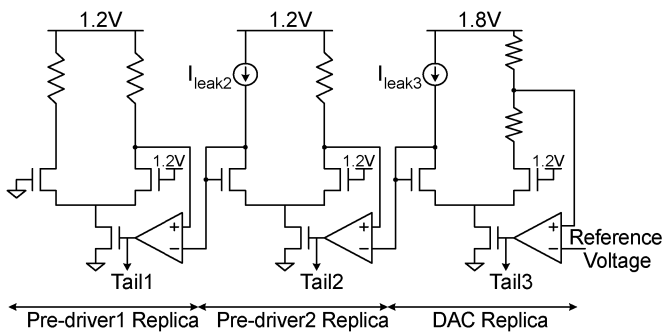 1.2V
1.2V
1.8V
Ileak2
Ileak3
1.2V
1.2V
1.2V
+
−
+
−
+
−
Reference
Voltage
Tail1
Tail2
Tail3
Pre-driver1 Replica
Pre-driver2 Replica
DAC Replica